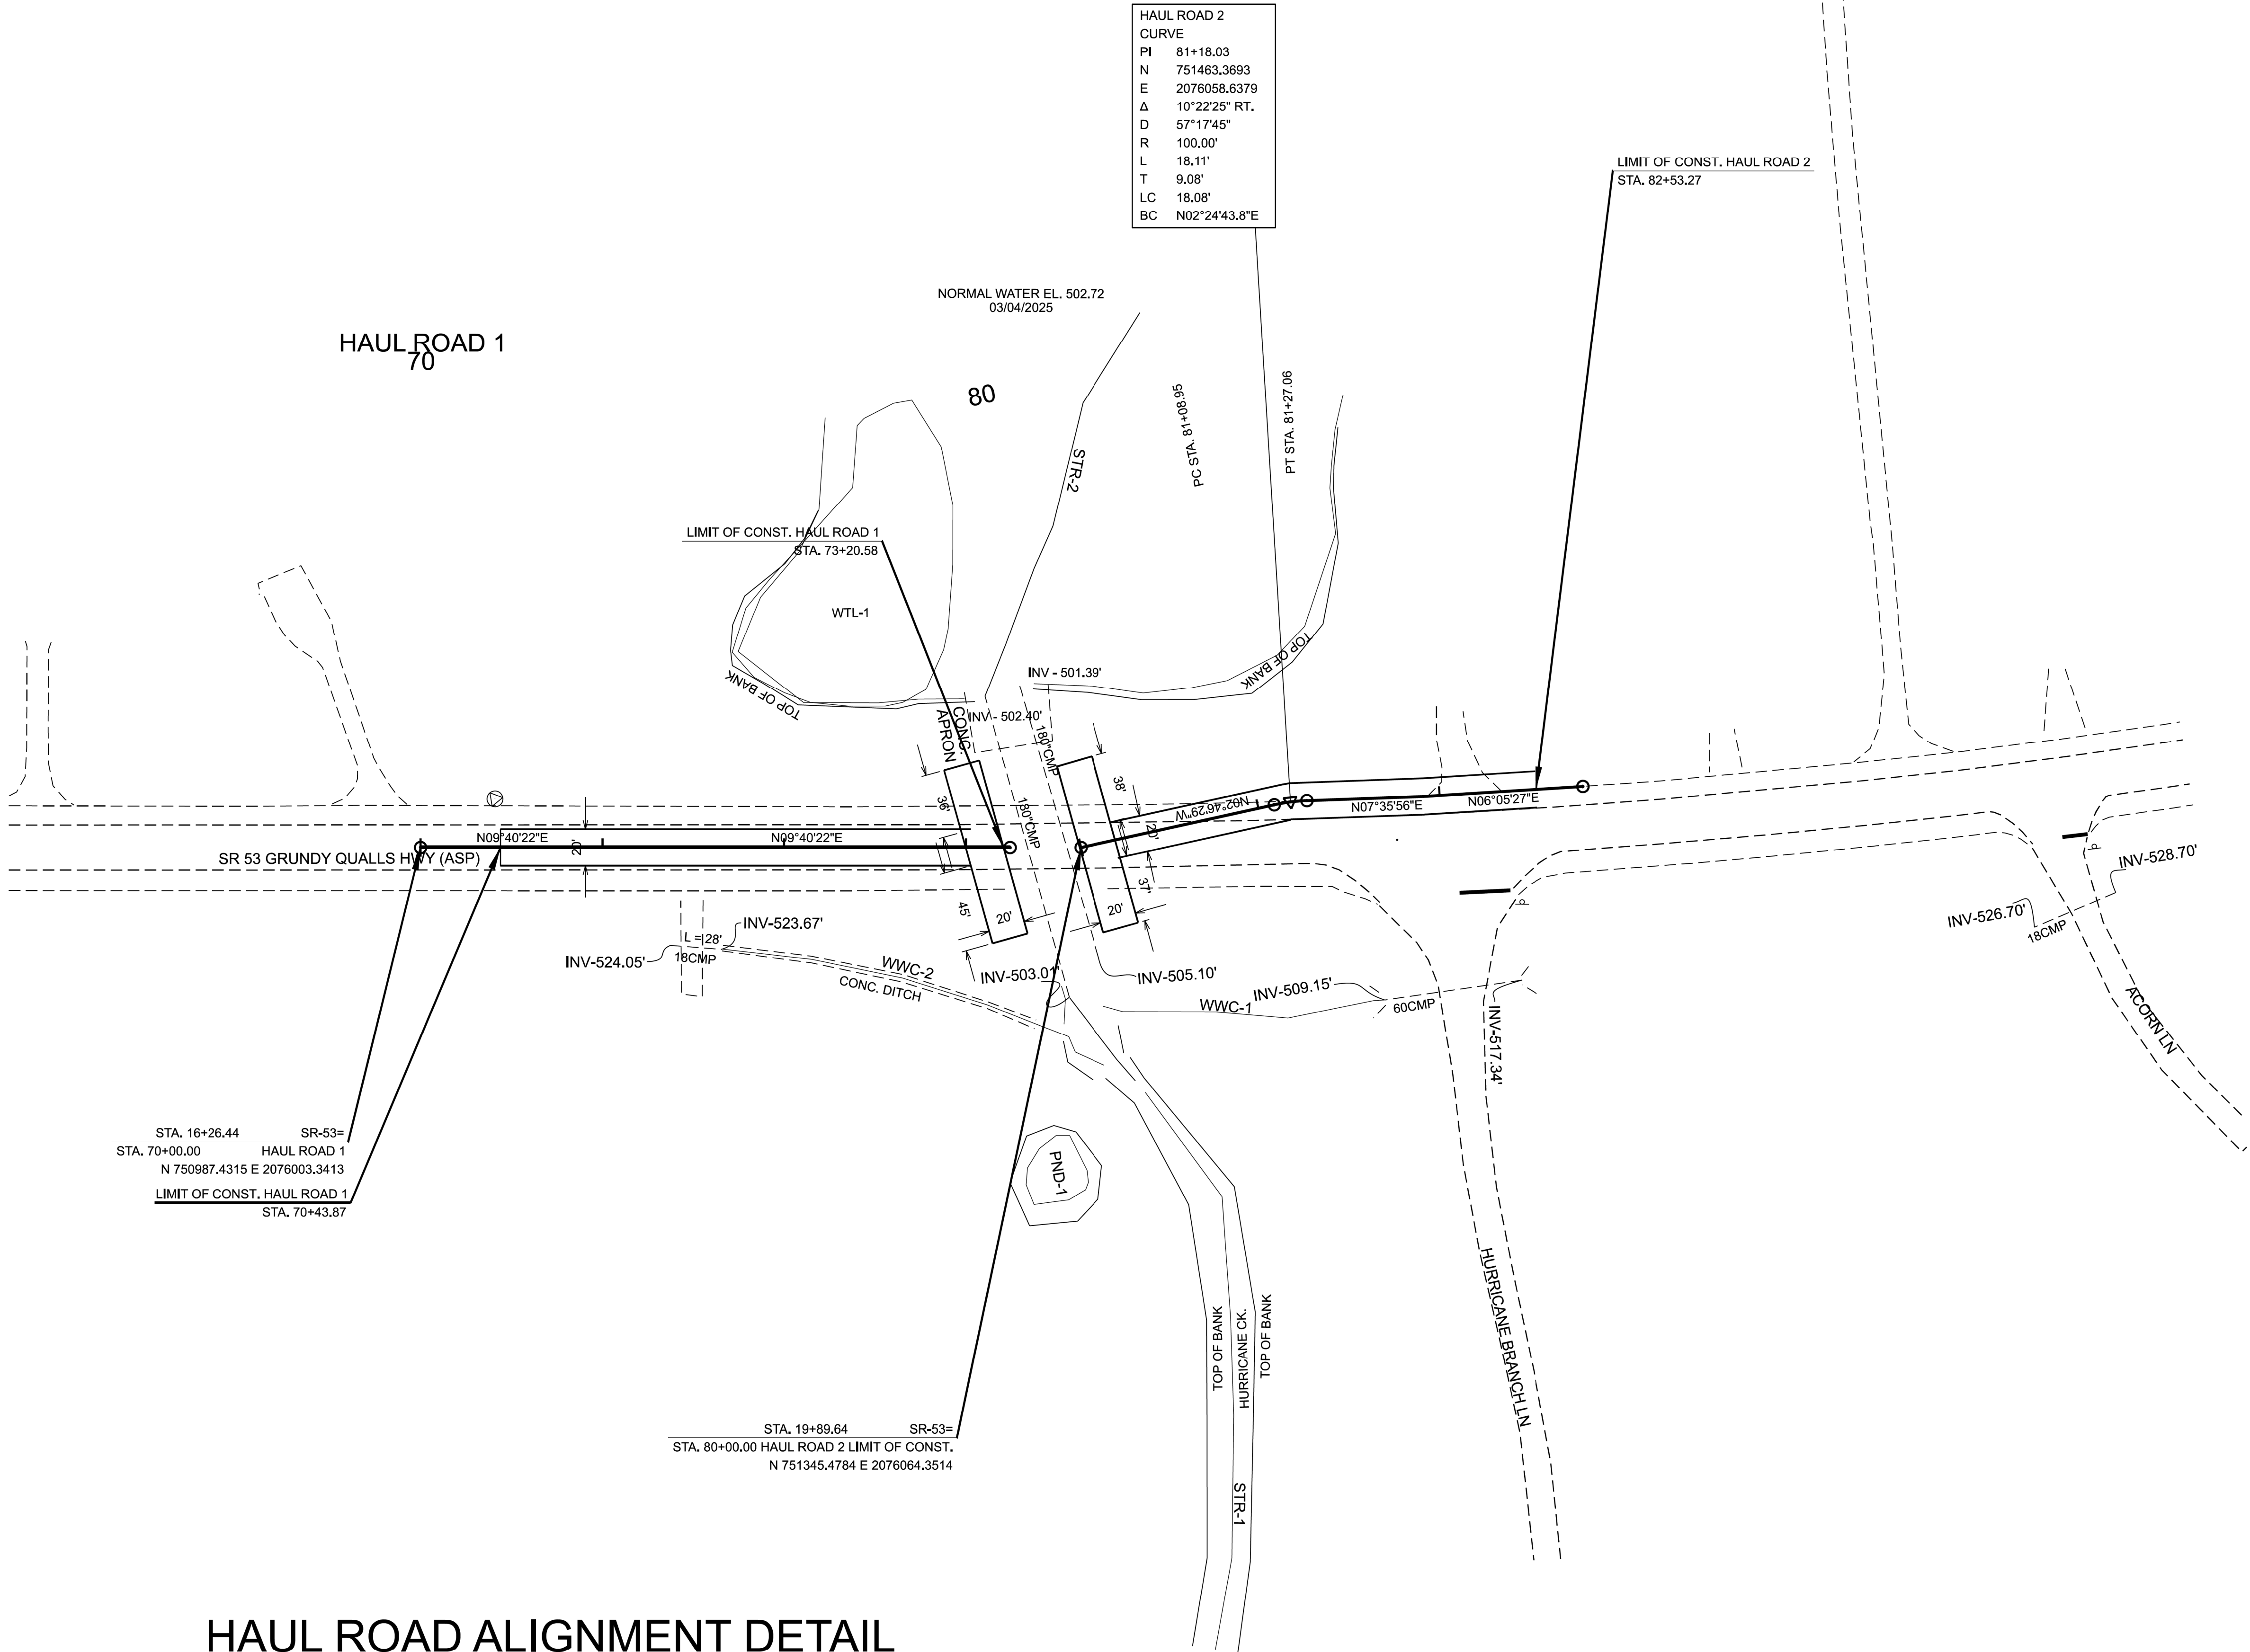 HAUL ROAD 2
CURVE
PI 81+18.03
N 751463.3693
E 2076058.6379
Δ 10°22'25" RT.
D 57°17'45"
R 100.00'
L 18.11'
T 9.08'
LC 18.08'
BC N02°24'43.8"E
LIMIT OF CONST. HAUL ROAD 2
STA. 82+53.27
NORMAL WATER EL. 502.72
03/04/2025
HAUL ROAD 1
70
80
PC STA. 81+08.95
PT STA. 81+27.06
STR-2
LIMIT OF CONST. HAUL ROAD 1
STA. 73+20.58
WTL-1
TOP OF BANK
TOP OF BANK
INV - 501.39'
INV - 502.40'
CONC.
APRON
180"CMP
180"CMP
36'
38'
20'
N02°46'29"W
N07°35'56"E
N06°05'27"E
N09°40'22"E
20'
N09°40'22"E
SR 53 GRUNDY QUALLS HWY (ASP)
45'
20'
20'
37'
INV-523.67'
L = 28'
18CMP
INV-524.05'
WWC-2
CONC. DITCH
INV-503.01'
INV-505.10'
WWC-1
INV-509.15'
60CMP
INV-517.34'
INV-528.70'
INV-526.70'
18CMP
ACORN LN
STA. 16+26.44 SR-53=
STA. 70+00.00 HAUL ROAD 1
N 750987.4315 E 2076003.3413
LIMIT OF CONST. HAUL ROAD 1
STA. 70+43.87
PND-1
TOP OF BANK
HURRICANE CK.
TOP OF BANK
HURRICANE BRANCH LN
STA. 19+89.64 SR-53=
STA. 80+00.00 HAUL ROAD 2 LIMIT OF CONST.
N 751345.4784 E 2076064.3514
STR-1
HAUL ROAD ALIGNMENT DETAIL